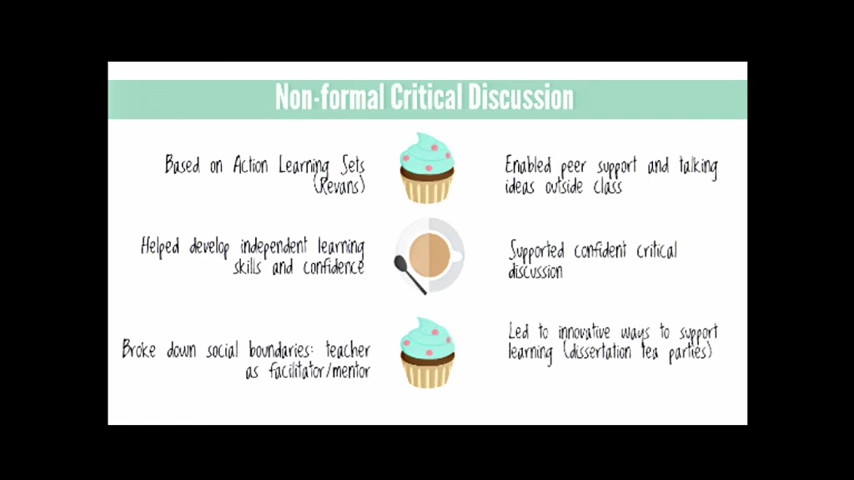 Non-formal Critical Discussion
Based on Action Learning Sets
(Revans)
Enabled peer support and talking
ideas outside class
Helped develop independent learning
skills and confidence
Supported confident critical
discussion
Broke down social boundaries: teacher
as facilitator/mentor
Led to innovative ways to support
learning (dissertation tea parties)